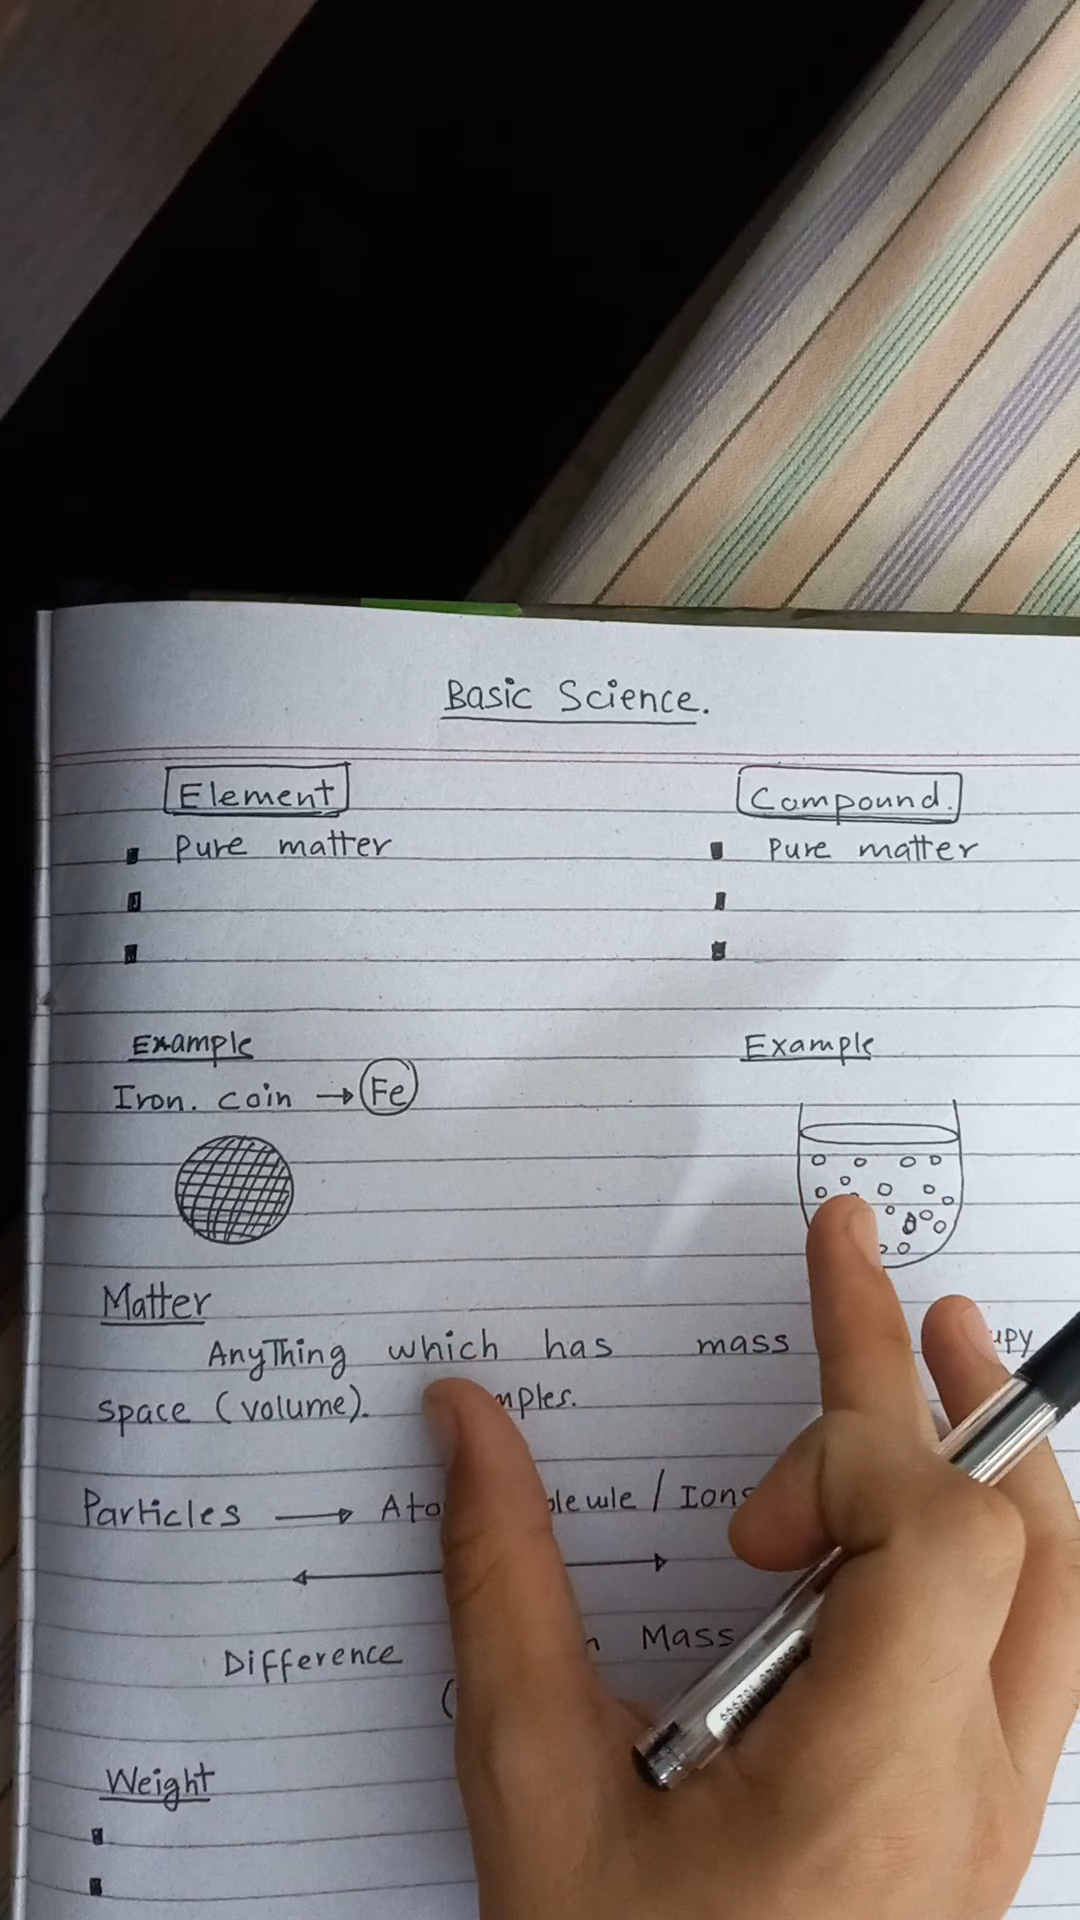 Basic Science.
Element
Compound.
Pure matter
Pure matter
Example
Example
Iron. coin → Fe
Matter
AnyThing which has mass
space (volume).
Particles → / Ions
Difference Mass
Weight